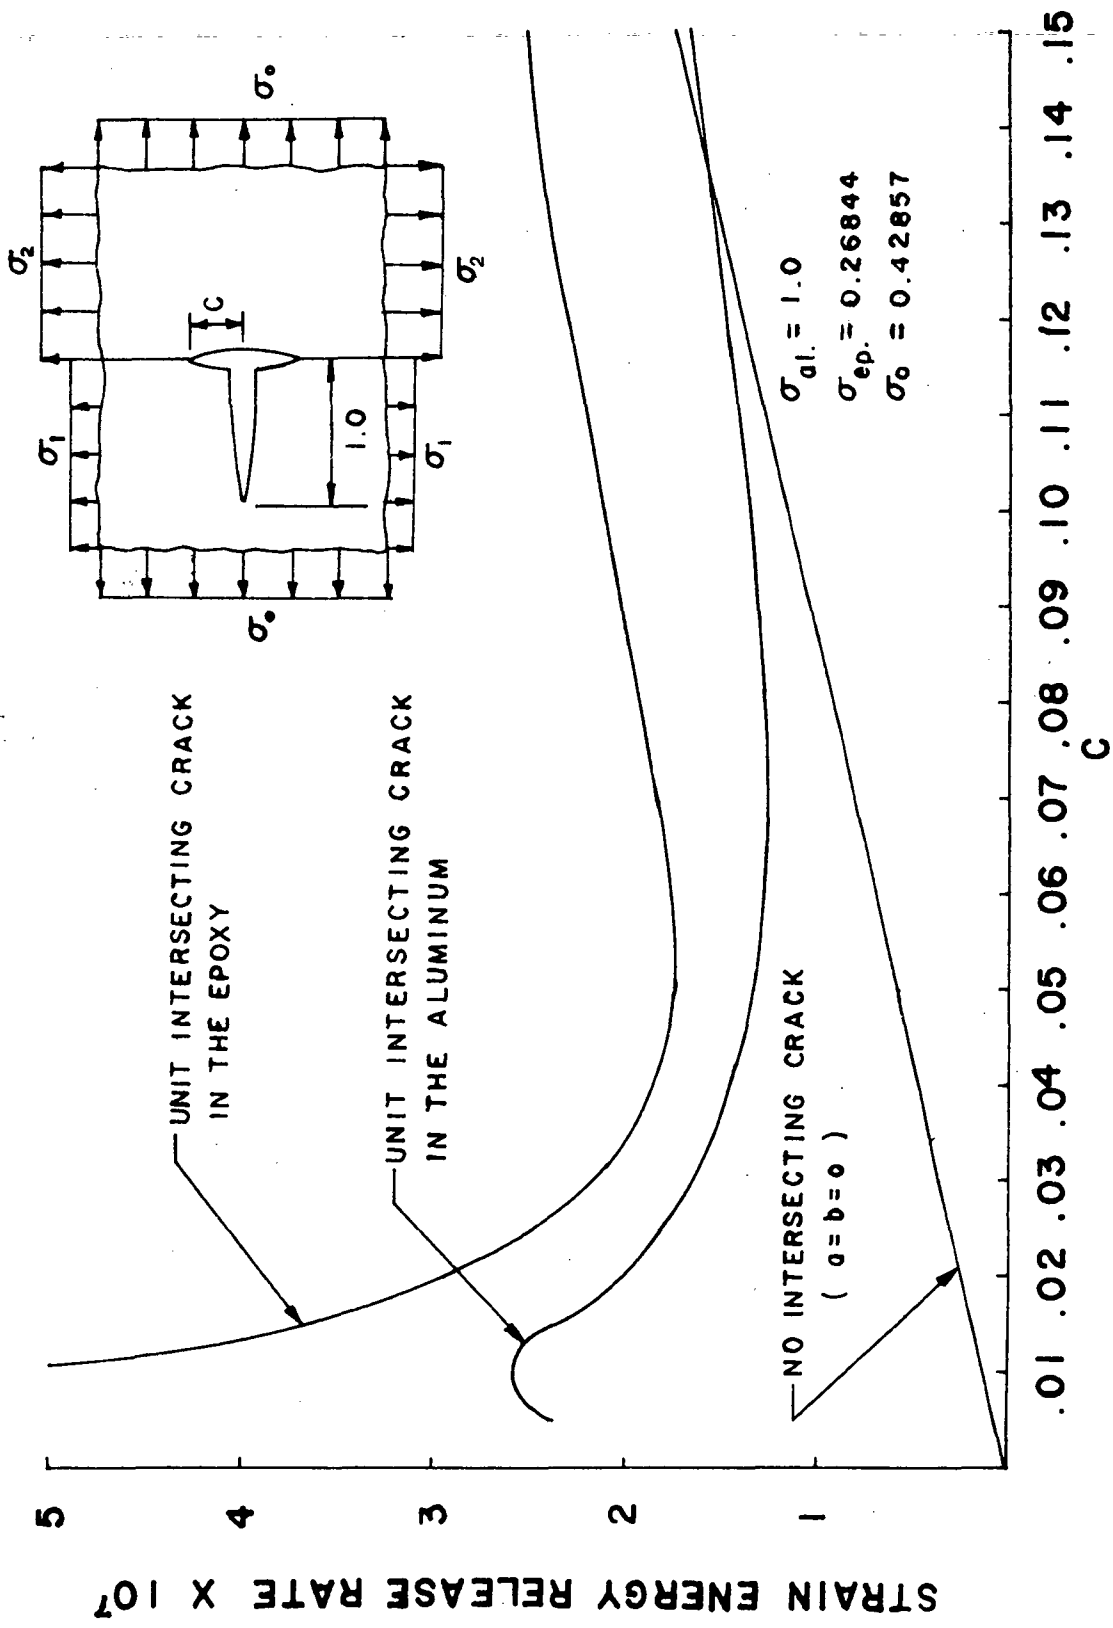 STRAIN ENERGY RELEASE RATE X 10⁷
5
4
3
2
1
UNIT INTERSECTING CRACK
IN THE EPOXY
UNIT INTERSECTING CRACK
IN THE ALUMINUM
NO INTERSECTING CRACK
( a = b = o )
σ₀
σ₁
σ₂
C
1.0
σ₁
σ₂
σ₀
σal. = 1.0
σep. = 0.26844
σ₀ = 0.42857
.01 .02 .03 .04 .05 .06 .07 .08 .09 .10 .11 .12 .13 .14 .15
C